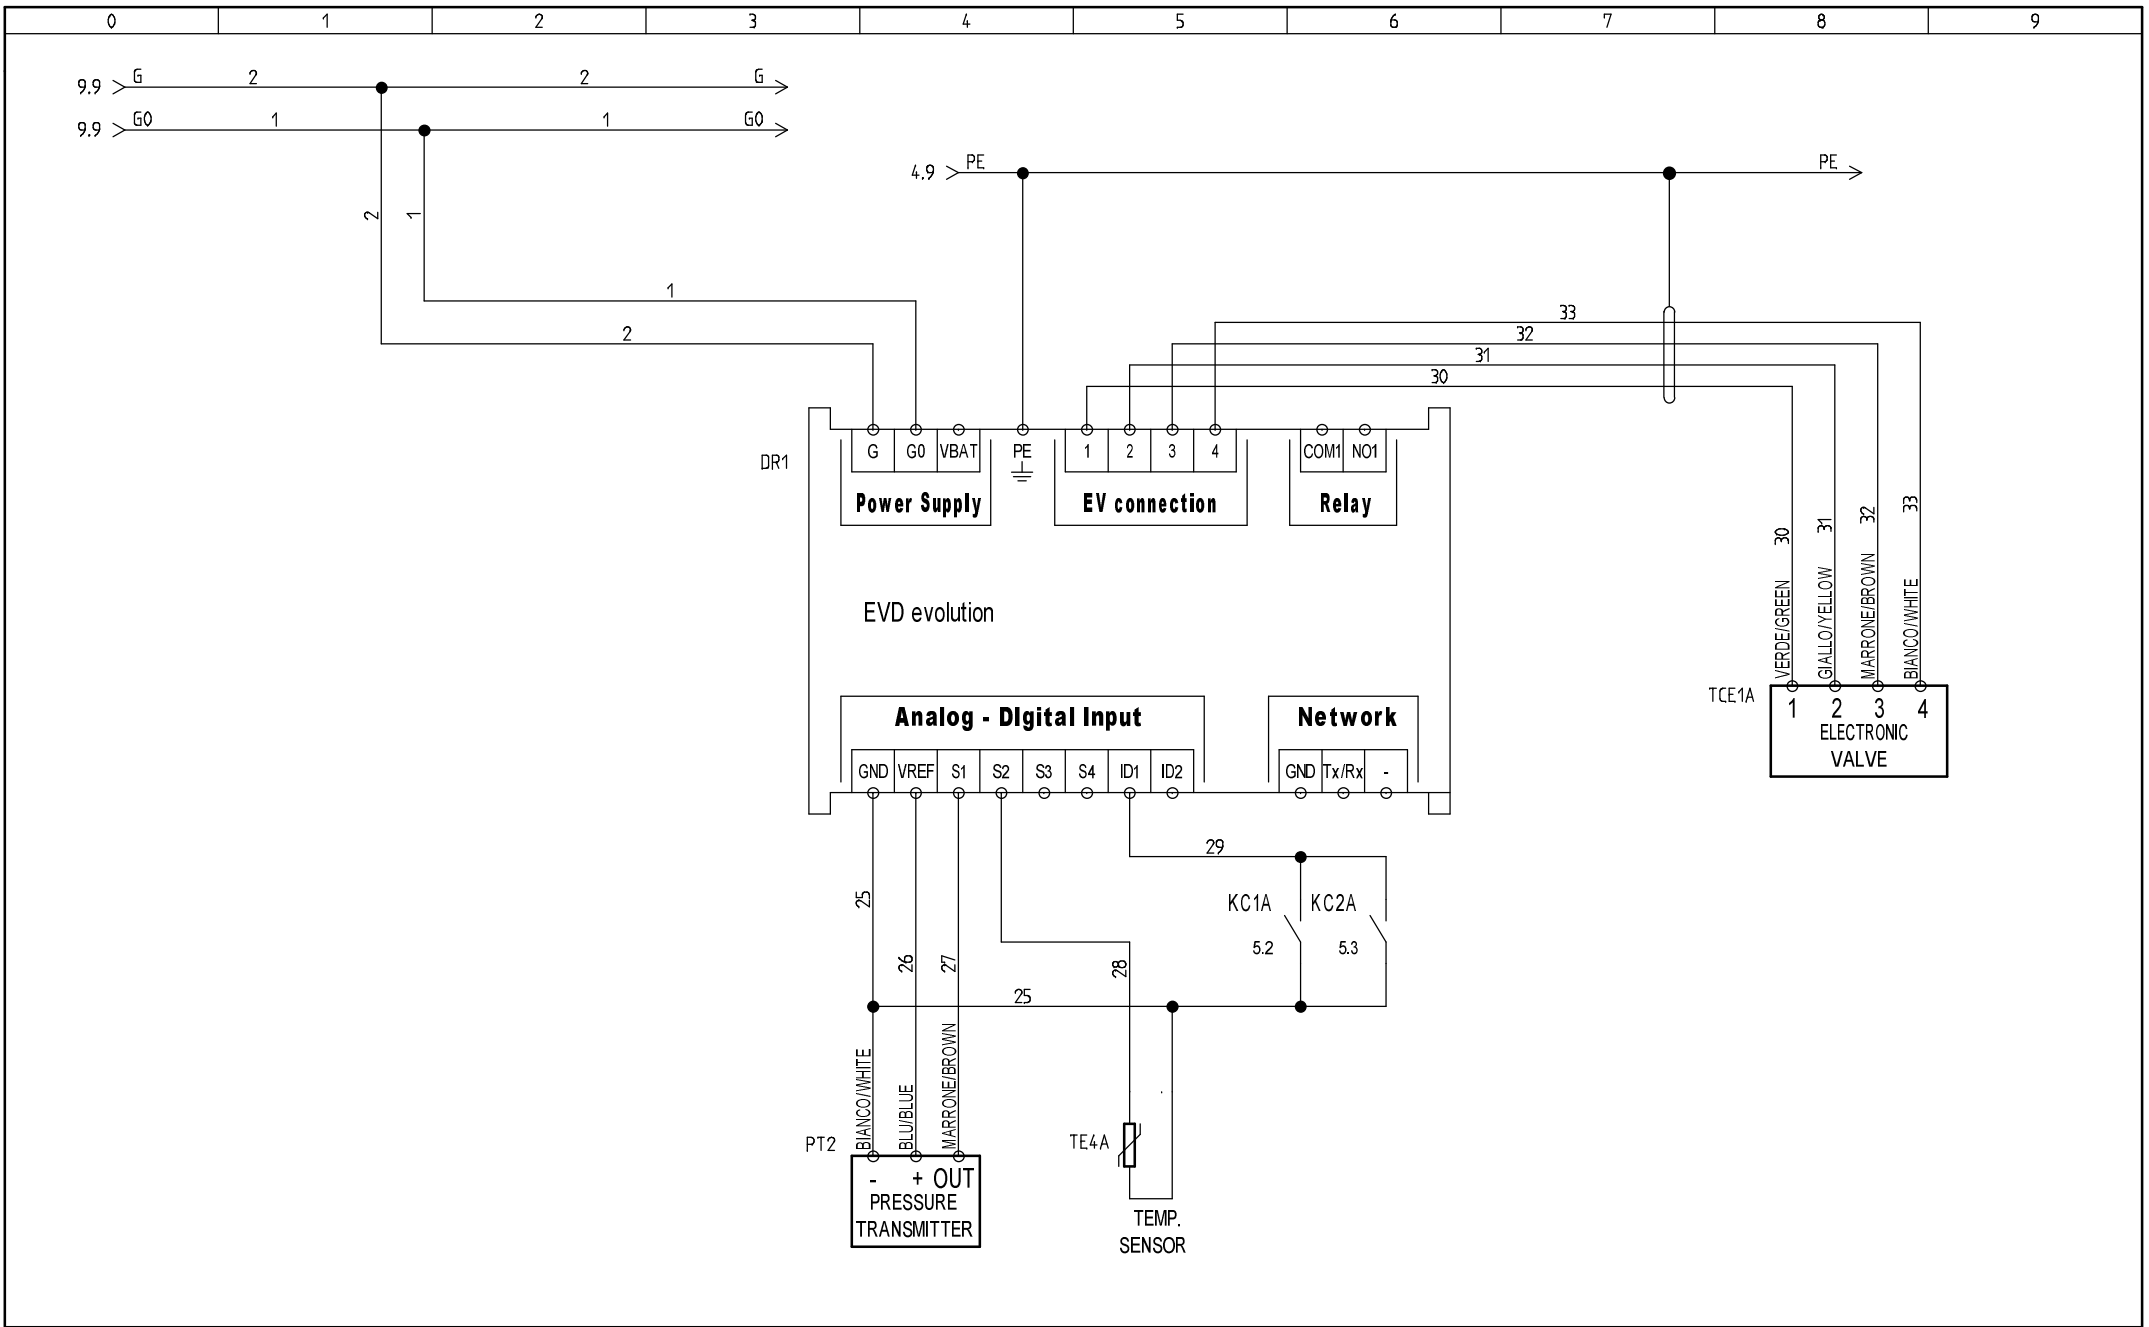 0 1 2 3 4 5 6 7 8 9
9.9 G 2 2 G
9.9 G0 1 1 G0
4.9 PE PE
2 1
1
2
33
32
31
30
DR1
G G0 VBAT PE 1 2 3 4 COM1 NO1
Power Supply EV connection Relay
EVD evolution
VERDE/GREEN 30
GIALLO/YELLOW 31
MARRONE/BROWN 32
BIANCO/WHITE 33
TCE1A
1 2 3 4
ELECTRONIC
VALVE
Analog - DIgital Input Network
GND VREF S1 S2 S3 S4 ID1 ID2 GND Tx/Rx -
29
KC1A KC2A
5.2 5.3
25
26
27
28
25
BIANCO/WHITE
BLU/BLUE
MARRONE/BROWN
PT2
- + OUT
PRESSURE
TRANSMITTER
TE4A
TEMP.
SENSOR